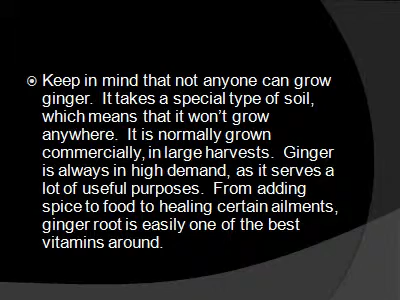 Keep in mind that not anyone can grow
ginger. It takes a special type of soil,
which means that it won't grow
anywhere. It is normally grown
commercially, in large harvests. Ginger
is always in high demand, as it serves a
lot of useful purposes. From adding
spice to food to healing certain ailments,
ginger root is easily one of the best
vitamins around.